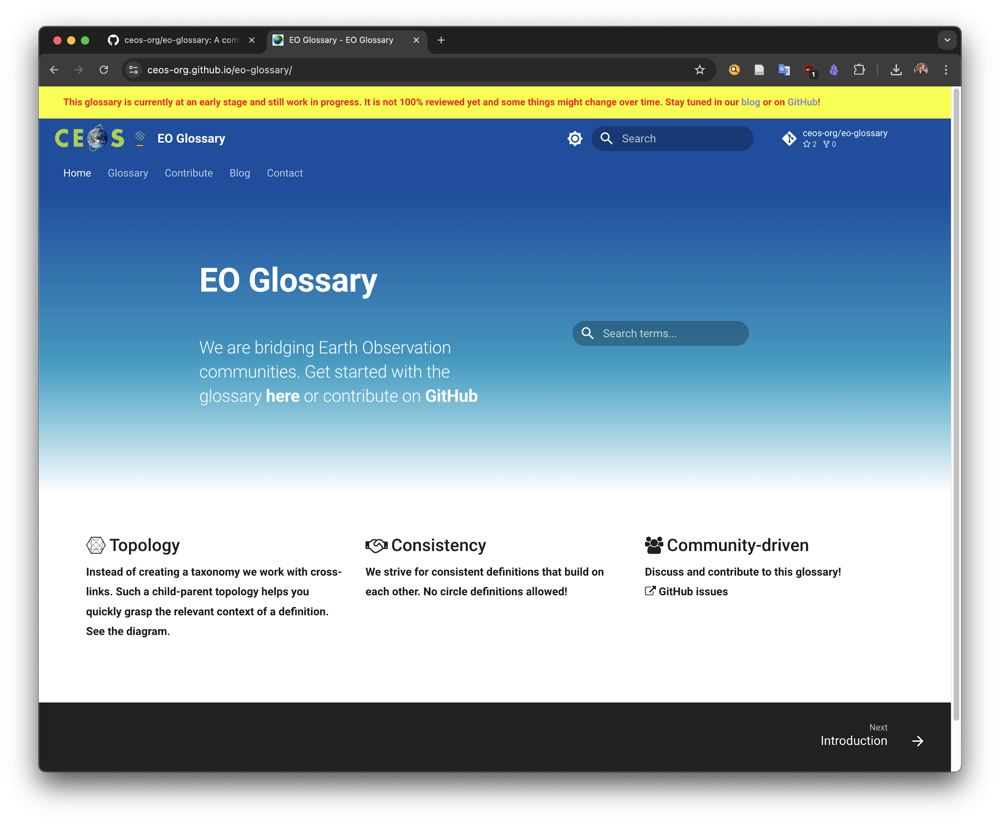 ceos-org/eo-glossary: A com
EO Glossary - EO Glossary
ceos-org.github.io/eo-glossary/
1
This glossary is currently at an early stage and still work in progress. It is not 100% reviewed yet and some things might change over time. Stay tuned in our blog or on GitHub!
CEOS
EO Glossary
Search
ceos-org/eo-glossary
2 0
Home Glossary Contribute Blog Contact
EO Glossary
Search terms...
We are bridging Earth Observation
communities. Get started with the
glossary here or contribute on GitHub
Topology
Instead of creating a taxonomy we work with cross-
links. Such a child-parent topology helps you
quickly grasp the relevant context of a definition.
See the diagram.
Consistency
We strive for consistent definitions that build on
each other. No circle definitions allowed!
Community-driven
Discuss and contribute to this glossary!
GitHub issues
Next
Introduction